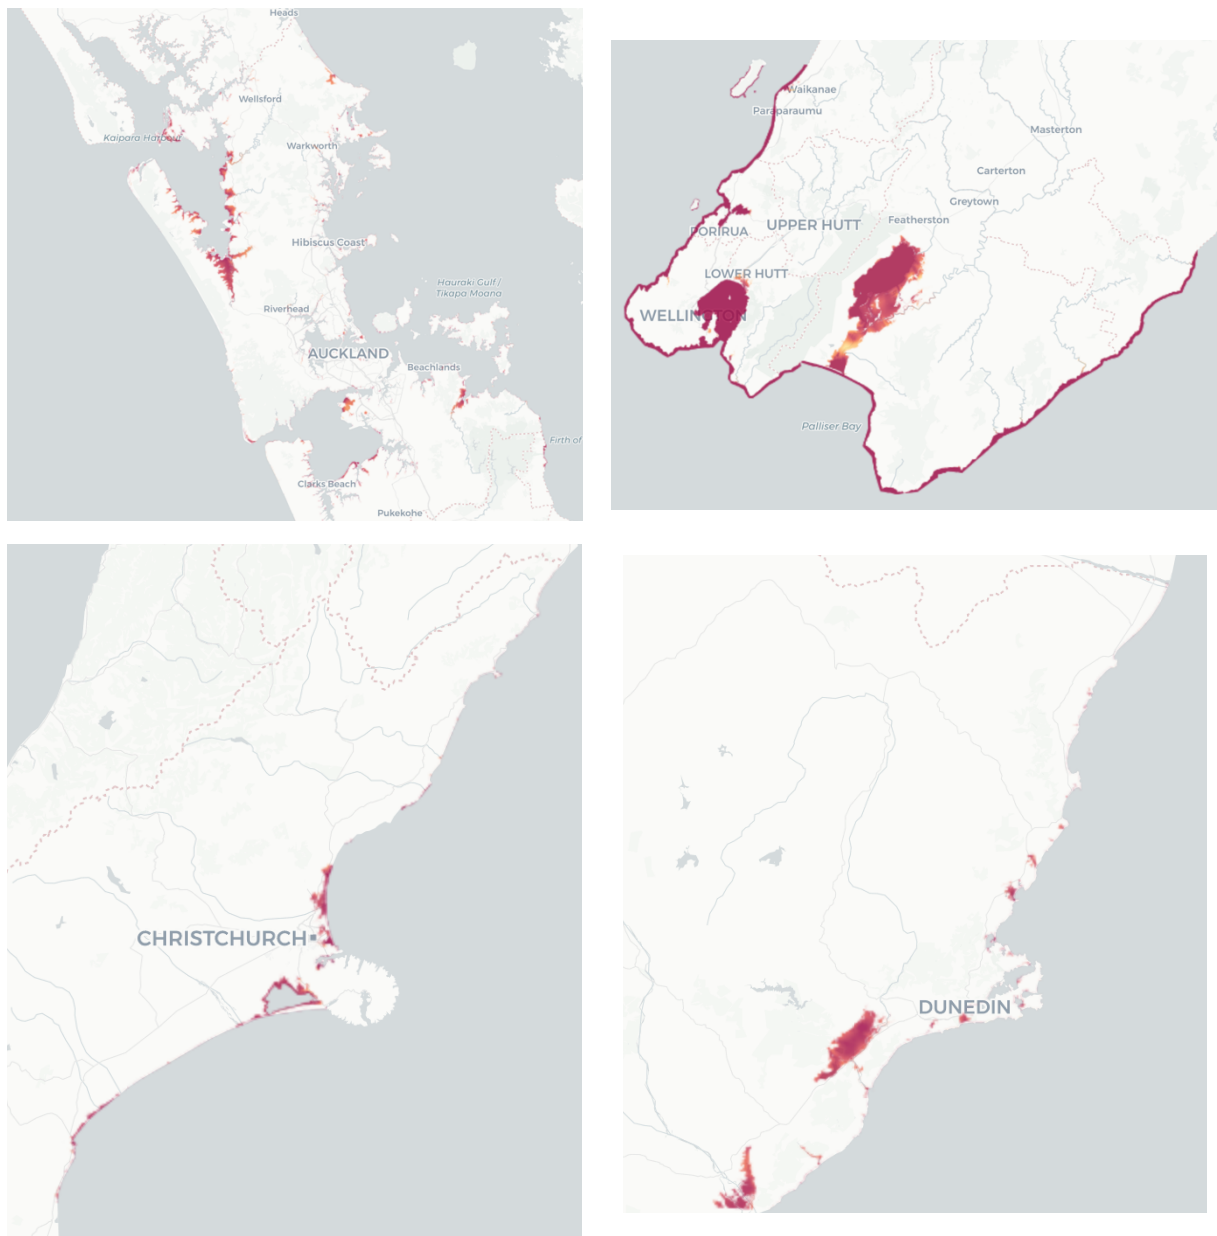 Heads
Wellsford
Kaipara Harbour
Warkworth
Hibiscus Coast
Hauraki Gulf /
Tīkapa Moana
Riverhead
AUCKLAND
Beachlands
Firth of
Clarks Beach
Pukekohe
Waikanae
Paraparaumu
Masterton
Carterton
Greytown
Featherston
UPPER HUTT
PORIRUA
LOWER HUTT
WELLINGTON
Palliser Bay
CHRISTCHURCH
DUNEDIN